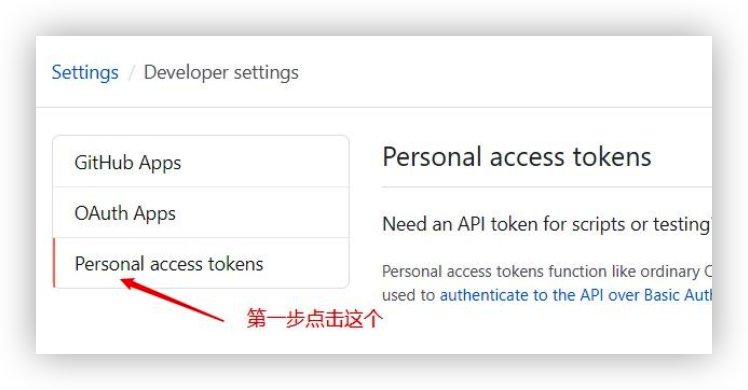 Settings / Developer settings
GitHub Apps
OAuth Apps
Personal access tokens
第一步点击这个
Personal access tokens
Need an API token for scripts or testing
Personal access tokens function like ordinary
used to authenticate to the API over Basic